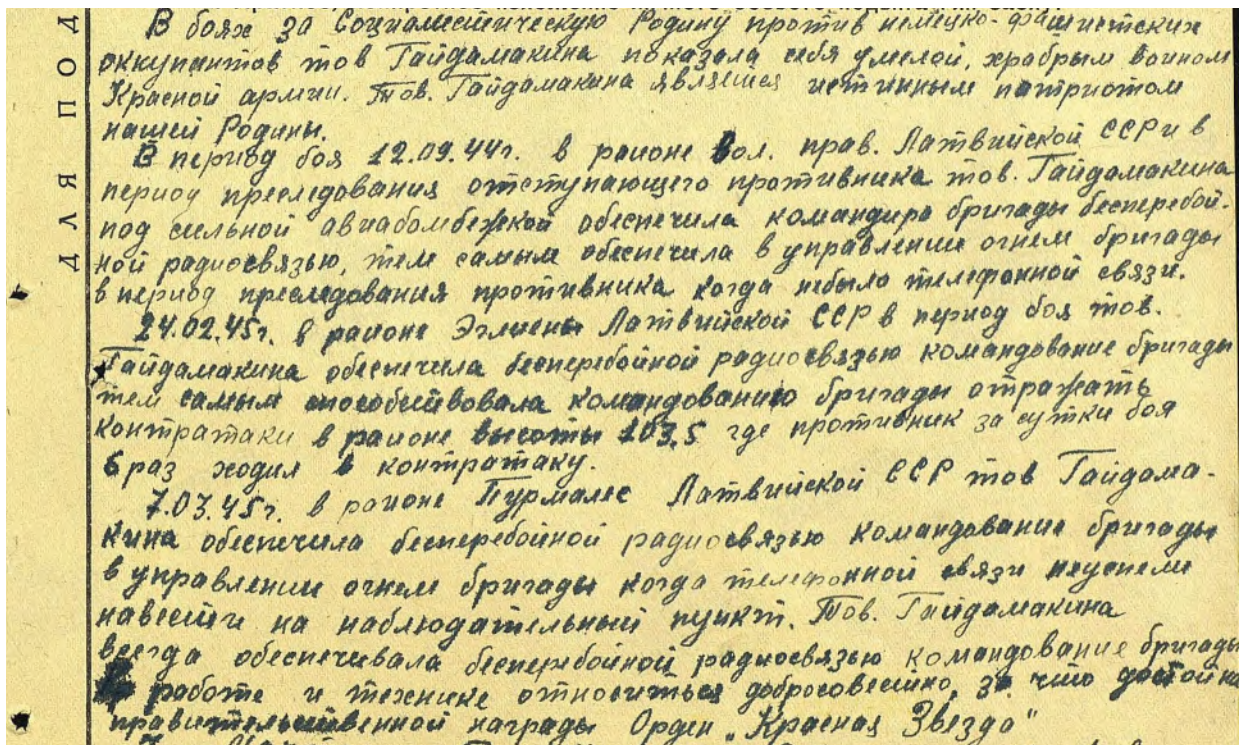 В боях за Социалистическую Родину против немецко-фашистских
оккупантов тов Гайдамакина показала себя умелой, храбрым воином
Красной армии. Тов. Гайдамакина является истинным патриотом
нашей Родины.
В период боя 12.09.44г. в районе вол. прав. Латвийской ССР и в
период преследования отступающего противника тов. Гайдамакина
под сильной авиабомбежкой обеспечила командира бригады бесперебой-
ной радиосвязью, тем самым обеспечила в управлении огнем бригады
в период преследования противника когда небыло телефонной связи.
24.02.45г. в районе Эглиены Латвийской ССР в период боя тов.
Гайдамакина обеспечила бесперебойной радиосвязью командование бригады
тем самым способствовала командованию бригады отражать
контратаки в районе высоты 103,5 где противник за сутки боя
6 раз ходил в контратаку.
7.03.45г. в районе Пурмалес Латвийской ССР тов Гайдама-
кина обеспечила бесперебойной радиосвязью командование бригады
в управлении огнем бригады когда телефонной связи неуспели
навести на наблюдательный пункт. Тов. Гайдамакина
всегда обеспечивала бесперебойной радиосвязью командование бригады
работе и технике относиться добросовестно, за что достойна
правительственной награды Орден „Красная Звезда"
ДЛЯ ПОД